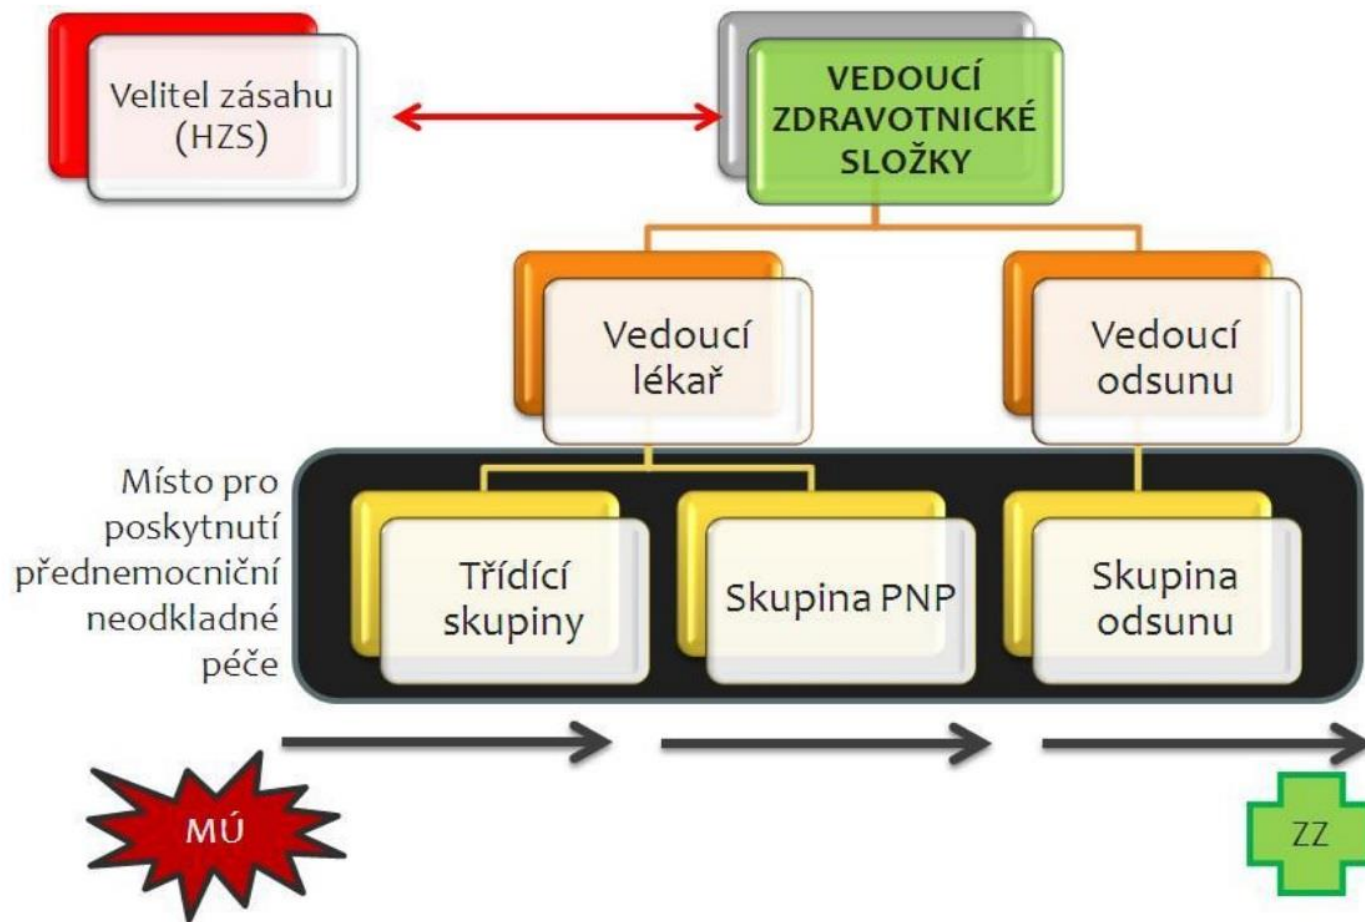 Velitel zásahu
(HZS)
VEDOUCÍ
ZDRAVOTNICKÉ
SLOŽKY
Vedoucí
lékař
Vedoucí
odsunu
Místo pro
poskytnutí
přednemocniční
neodkladné
péče
Třídící
skupiny
Skupina PNP
Skupina
odsunu
MÚ
ZZ